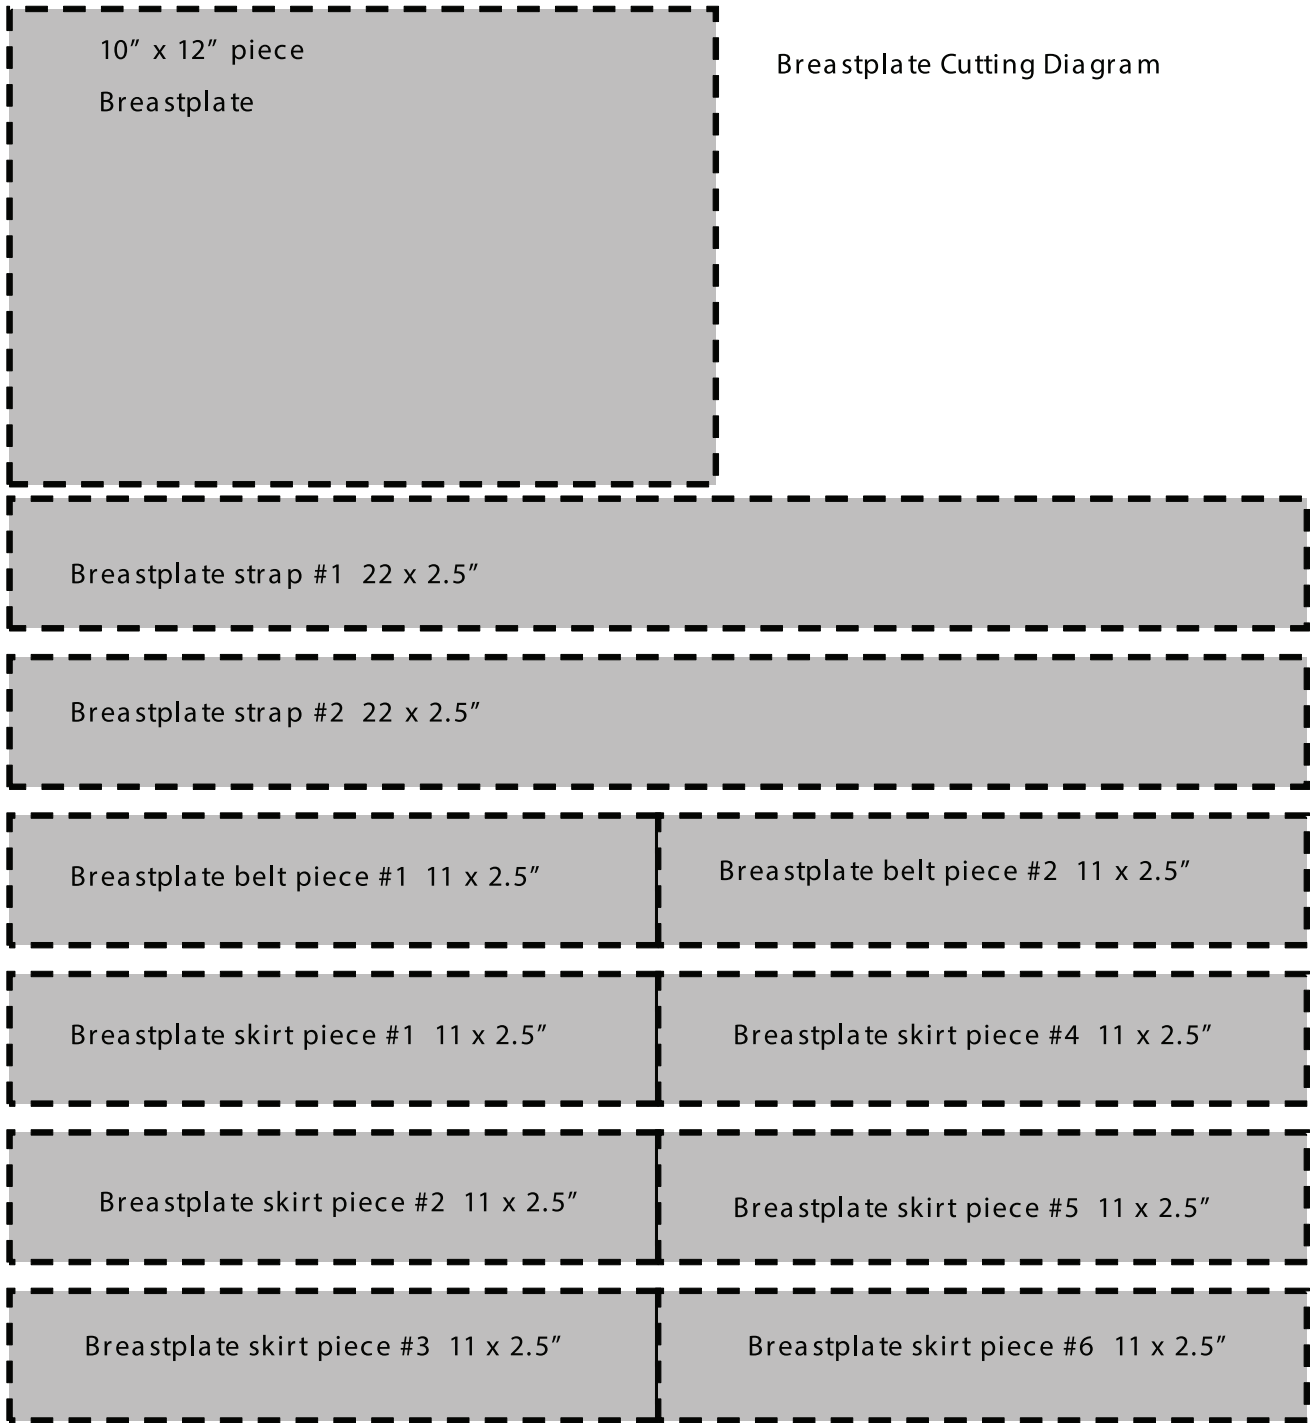 10” x 12” piece
Breastplate
Breastplate Cutting Diagram
Breastplate strap #1 22 x 2.5”
Breastplate strap #2 22 x 2.5”
Breastplate belt piece #1 11 x 2.5”
Breastplate belt piece #2 11 x 2.5”
Breastplate skirt piece #1 11 x 2.5”
Breastplate skirt piece #4 11 x 2.5”
Breastplate skirt piece #2 11 x 2.5”
Breastplate skirt piece #5 11 x 2.5”
Breastplate skirt piece #3 11 x 2.5”
Breastplate skirt piece #6 11 x 2.5”